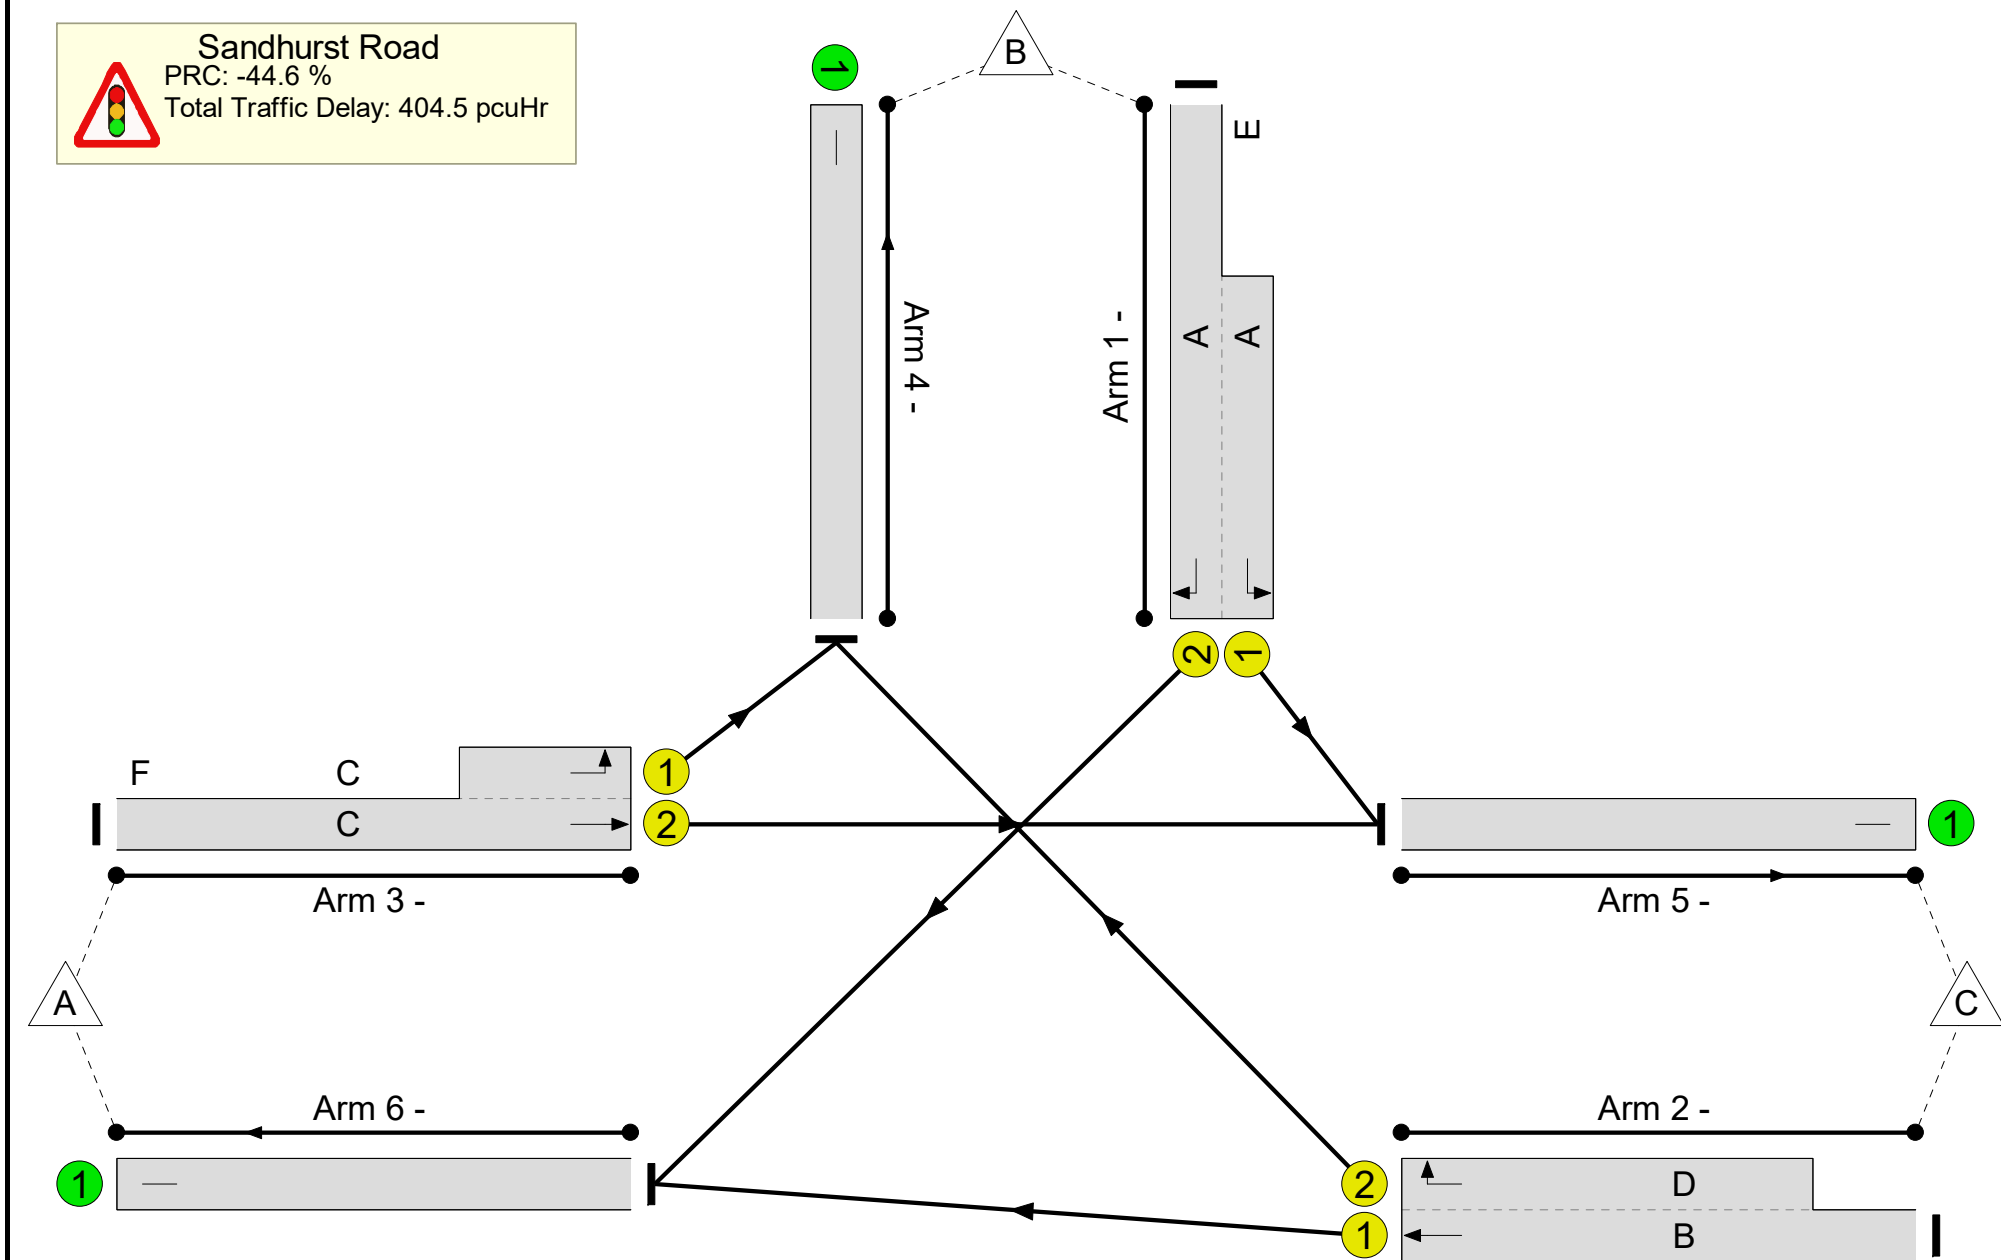 Sandhurst Road
PRC: -44.6 %
Total Traffic Delay: 404.5 pcuHr
1
B
E
Arm 4 -
Arm 1 -
A
A
2
1
F
C
C
1
2
1
Arm 3 -
Arm 5 -
A
C
Arm 6 -
Arm 2 -
1
2
D
1
B